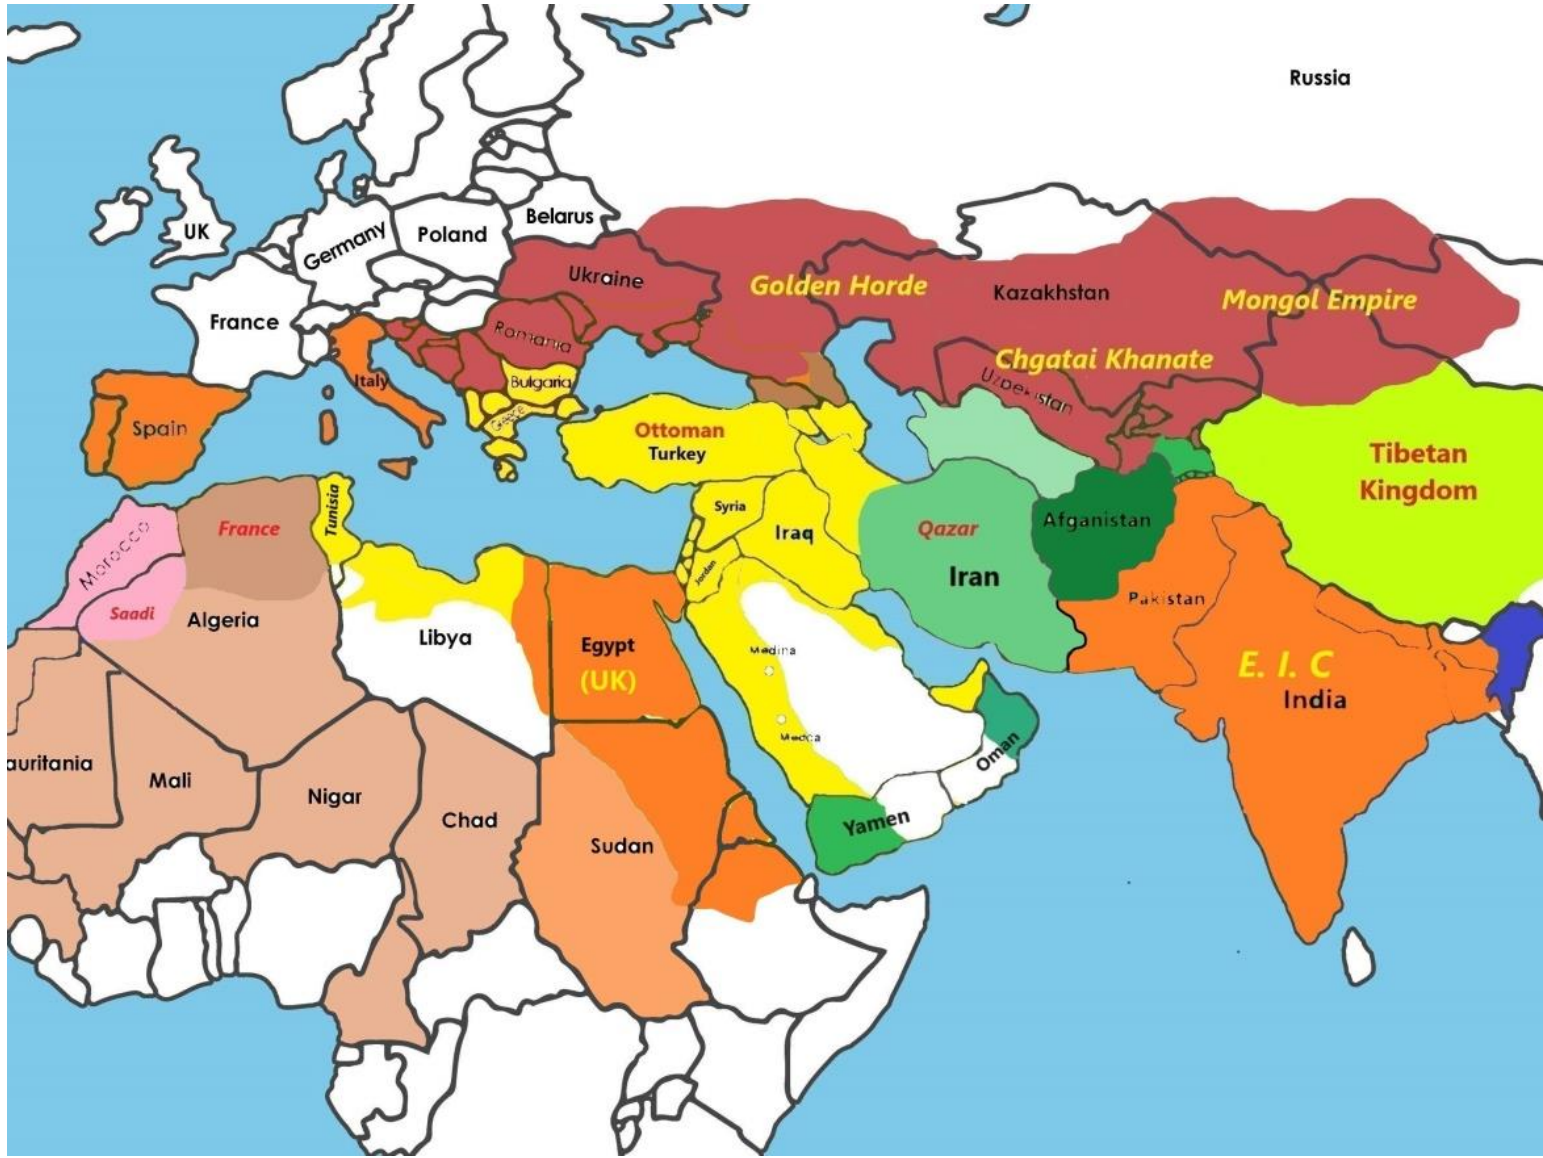 Russia
UK
Germany
Poland
Belarus
Ukraine
Golden Horde
Kazakhstan
Mongol Empire
France
Romania
Chgatai Khanate
Italy
Bulgaria
Uzbekistan
Spain
Greece
Ottoman
Turkey
Tibetan
Kingdom
Tunisia
Syria
Iraq
Qazar
Iran
Afganistan
Morocco
France
Jordan
Pakistan
Saadi
Algeria
Libya
Egypt
(UK)
Medina
E. I. C
India
Medca
Oman
auritania
Mali
Nigar
Chad
Sudan
Yamen